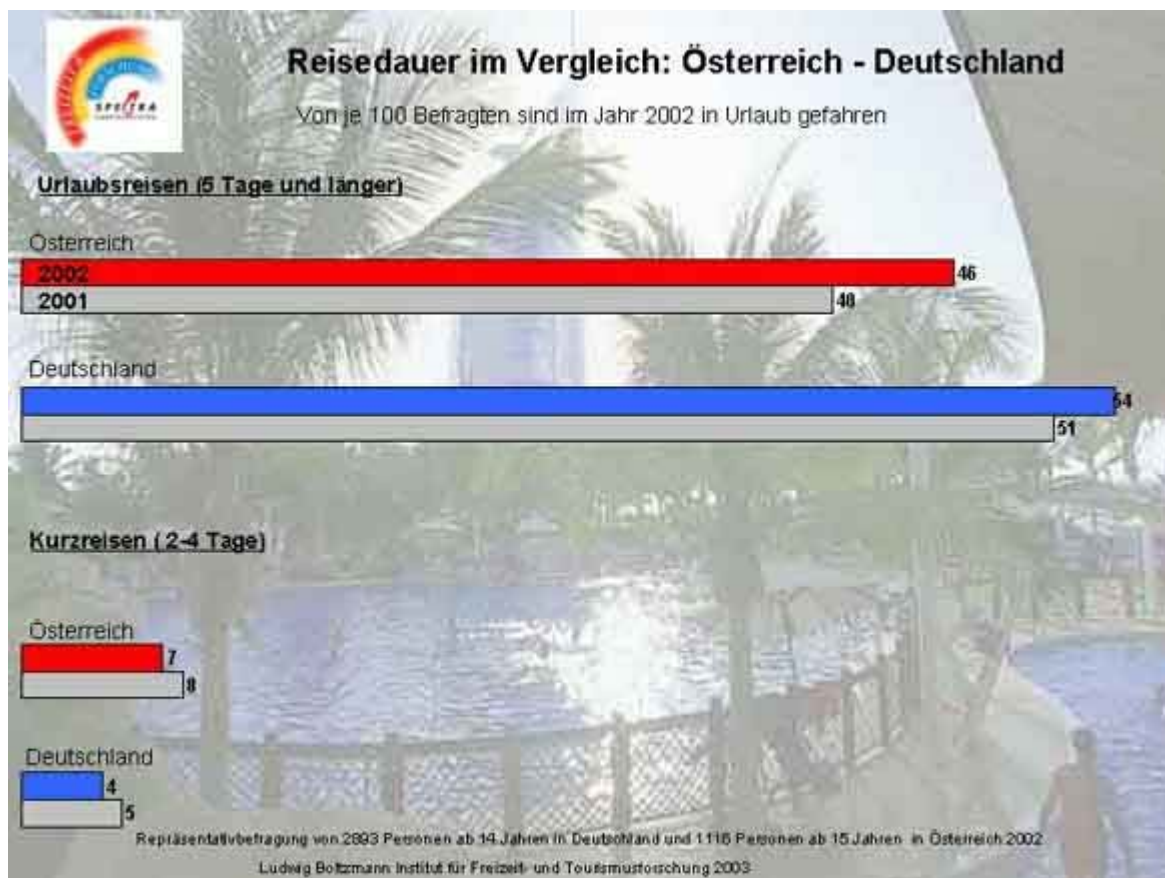 SPECTRA
Reisedauer im Vergleich: Österreich - Deutschland
Von je 100 Befragten sind im Jahr 2002 in Urlaub gefahren
Urlaubsreisen (5 Tage und länger)
Österreich
2002 46
2001 40
Deutschland
54
51
Kurzreisen ( 2-4 Tage)
Österreich
7
8
Deutschland
4
5
Repräsentativbefragung von 2893 Personen ab 14 Jahren in Deutschland und 1116 Personen ab 15 Jahren in Österreich 2002
Ludwig Boltzmann Institut für Freizeit- und Tourismusforschung 2003